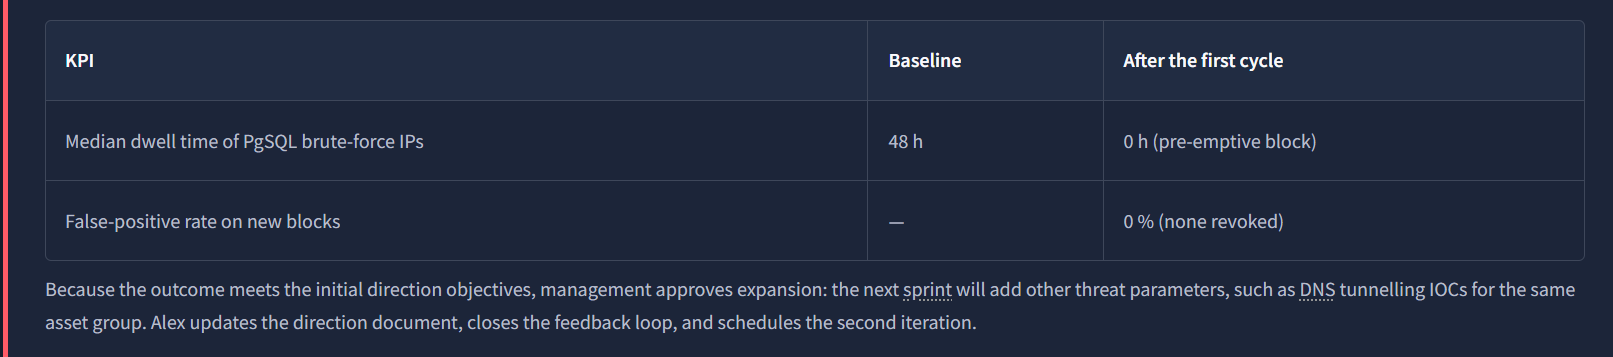 KPI Baseline After the first cycle
Median dwell time of PgSQL brute-force IPs 48 h 0 h (pre-emptive block)
False-positive rate on new blocks — 0 % (none revoked)
Because the outcome meets the initial direction objectives, management approves expansion: the next sprint will add other threat parameters, such as DNS tunnelling IOCs for the same
asset group. Alex updates the direction document, closes the feedback loop, and schedules the second iteration.